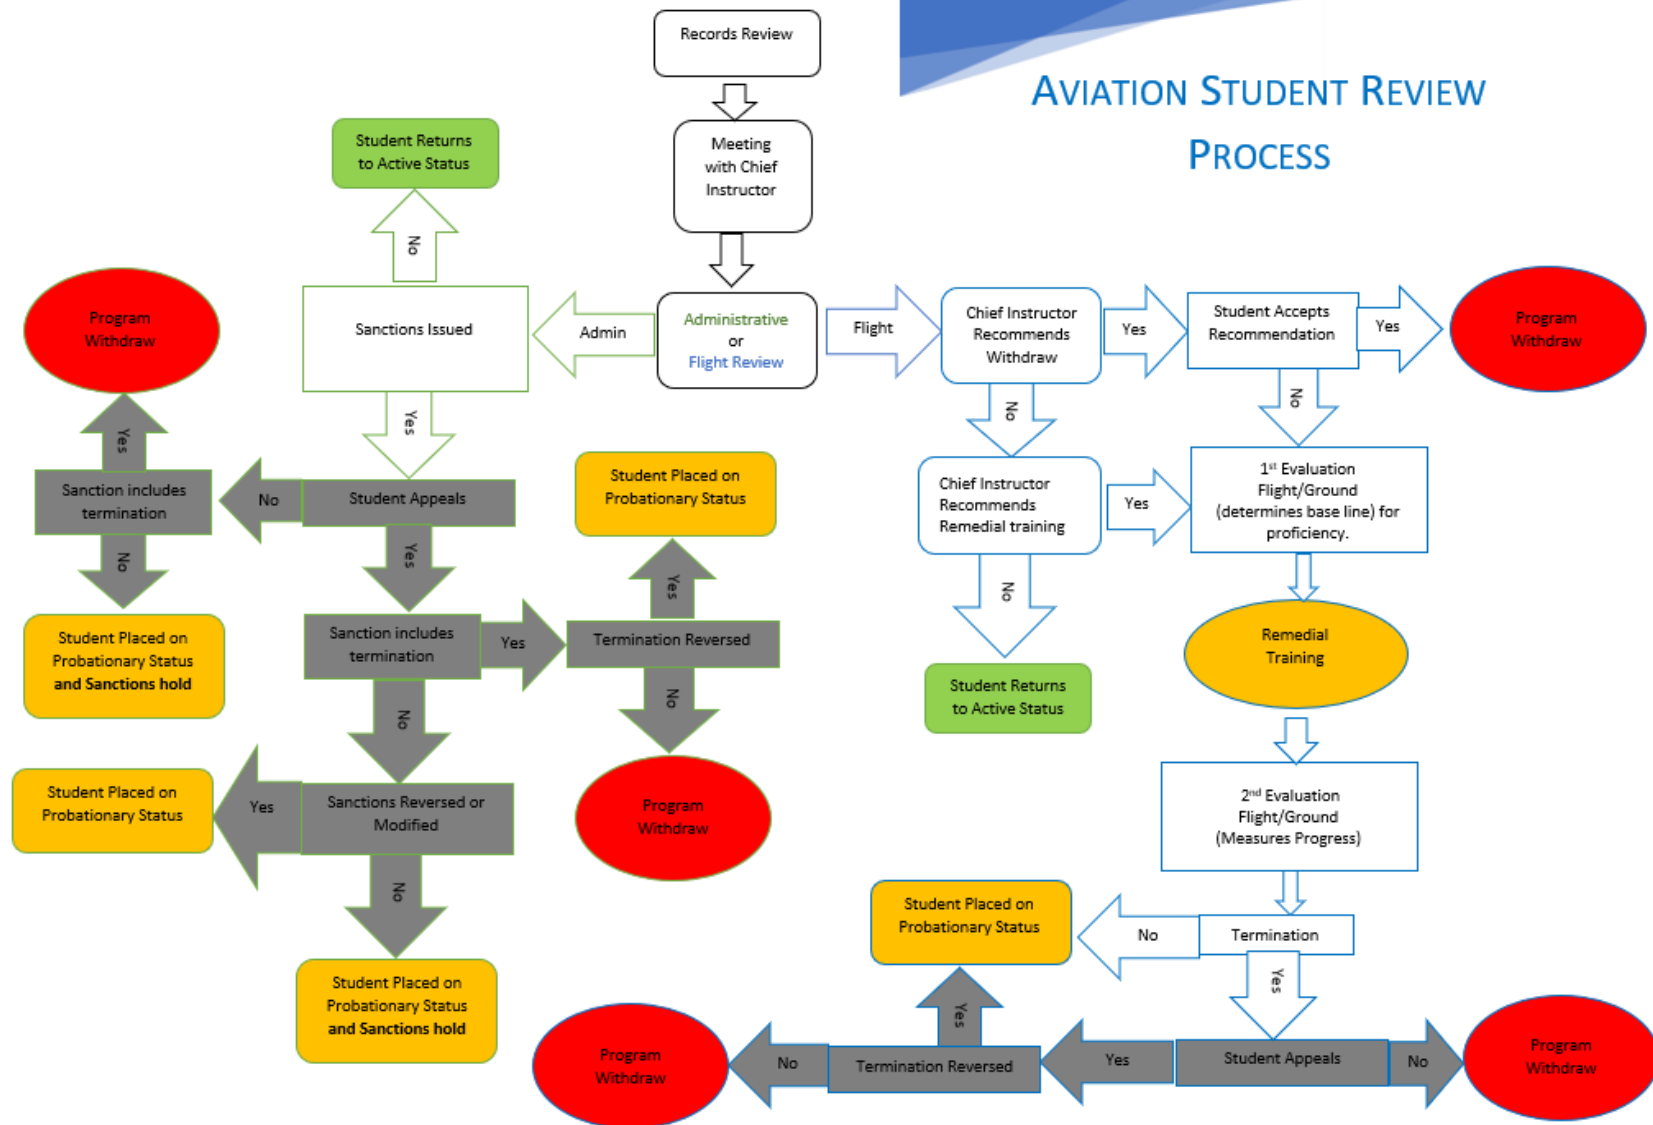 AVIATION STUDENT REVIEW
PROCESS
Records Review
Meeting
with Chief
Instructor
Administrative
or
Flight Review
Admin
Sanctions Issued
No
Student Returns
to Active Status
Yes
Student Appeals
No
Sanction includes
termination
Yes
Program
Withdraw
No
Student Placed on
Probationary Status
and Sanctions hold
Yes
Sanction includes
termination
Yes
Termination Reversed
Yes
Student Placed on
Probationary Status
No
Program
Withdraw
No
Sanctions Reversed or
Modified
Yes
Student Placed on
Probationary Status
No
Student Placed on
Probationary Status
and Sanctions hold
Flight
Chief Instructor
Recommends
Withdraw
Yes
Student Accepts
Recommendation
Yes
Program
Withdraw
No
No
Chief Instructor
Recommends
Remedial training
Yes
1st Evaluation
Flight/Ground
(determines base line) for
proficiency.
No
Student Returns
to Active Status
Remedial
Training
2nd Evaluation
Flight/Ground
(Measures Progress)
Termination
No
Student Placed on
Probationary Status
Yes
Student Appeals
No
Program
Withdraw
Yes
Termination Reversed
Yes
No
Program
Withdraw